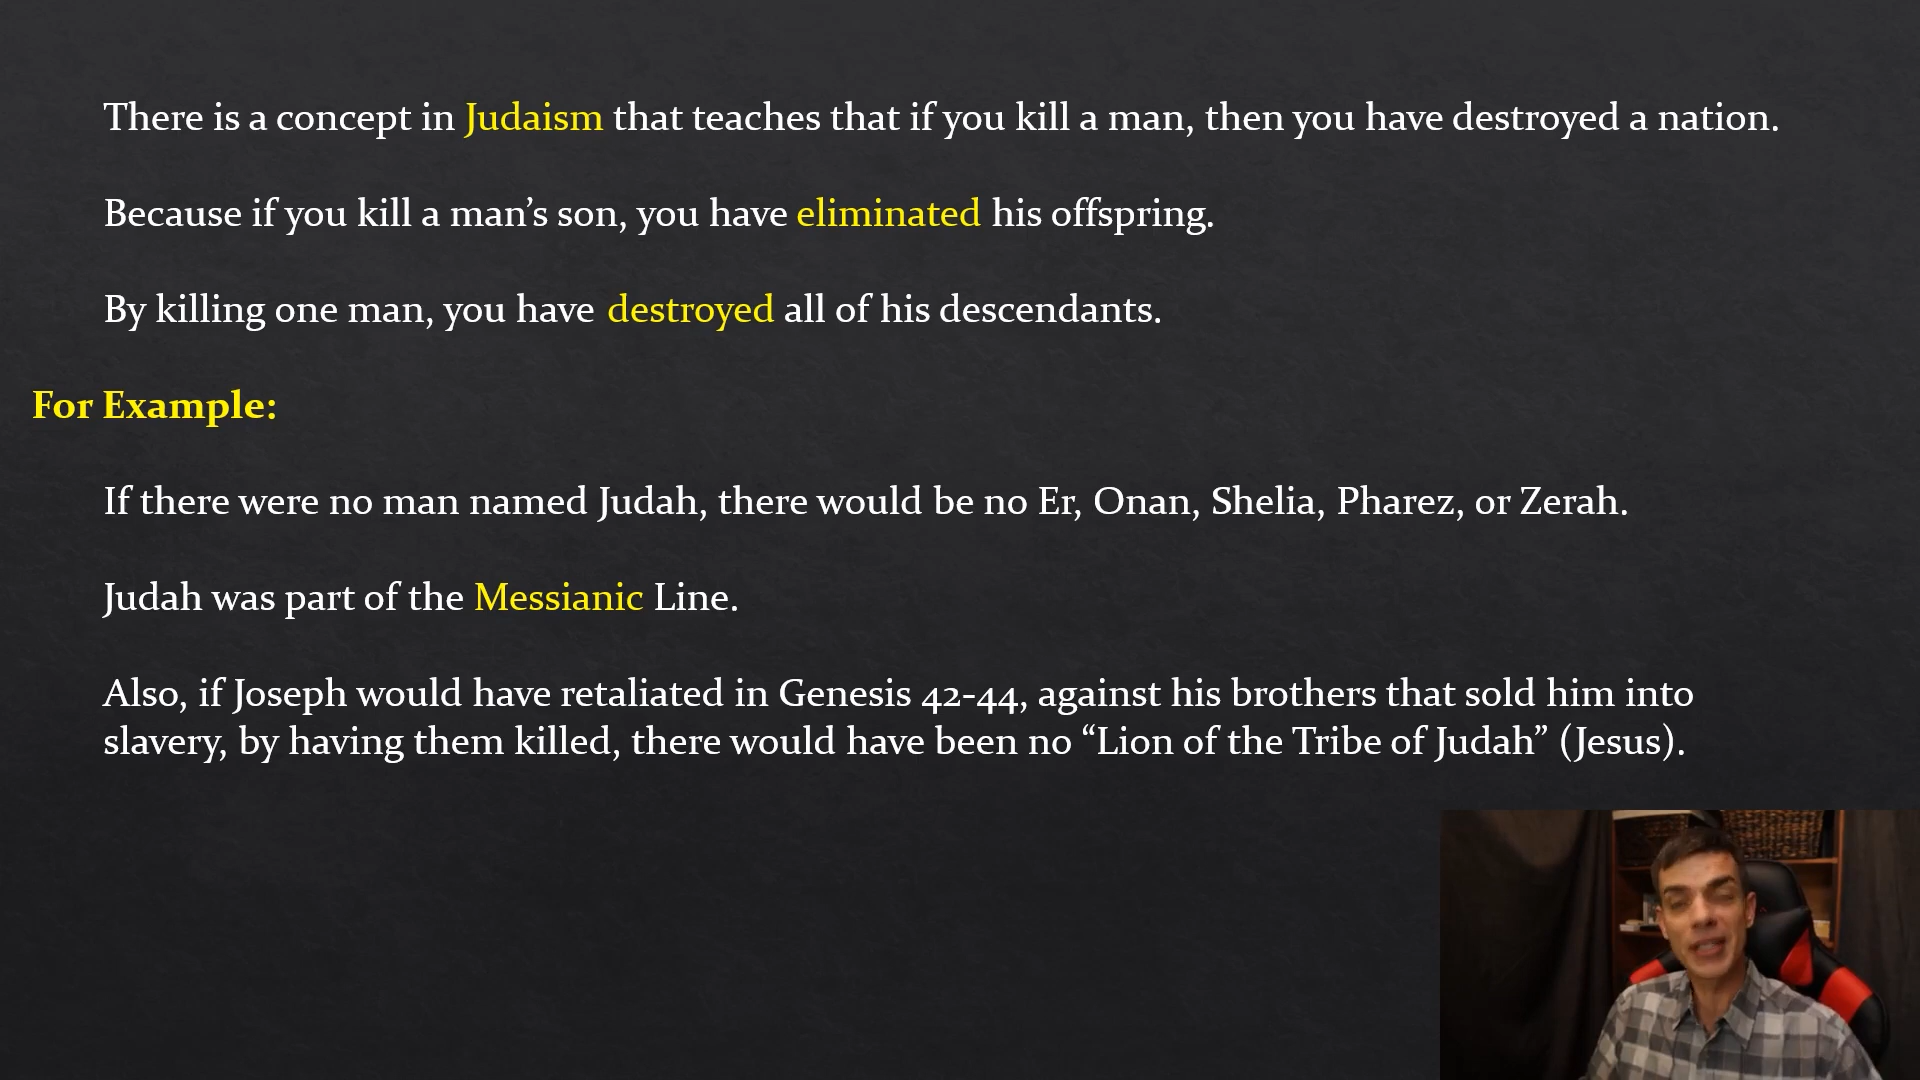 There is a concept in Judaism that teaches that if you kill a man, then you have destroyed a nation.
Because if you kill a man’s son, you have eliminated his offspring.
By killing one man, you have destroyed all of his descendants.
For Example:
If there were no man named Judah, there would be no Er, Onan, Shelia, Pharez, or Zerah.
Judah was part of the Messianic Line.
Also, if Joseph would have retaliated in Genesis 42-44, against his brothers that sold him into
slavery, by having them killed, there would have been no “Lion of the Tribe of Judah” (Jesus).